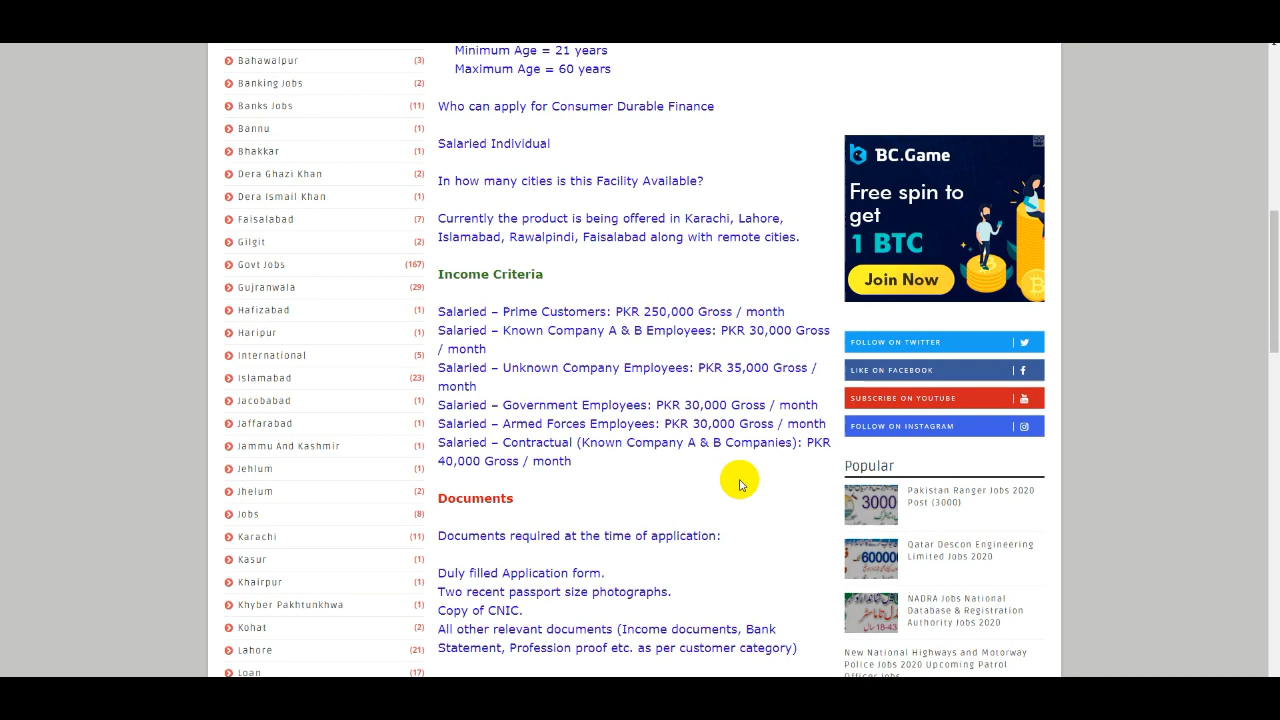 Bahawalpur (3)
Banking Jobs (2)
Banks Jobs (11)
Bannu (1)
Bhakkar (1)
Dera Ghazi Khan (2)
Dera Ismail Khan (1)
Faisalabad (7)
Gilgit (2)
Govt Jobs (167)
Gujranwala (29)
Hafizabad (1)
Haripur (1)
International (5)
Islamabad (23)
Jacobabad (1)
Jaffarabad (1)
Jammu And Kashmir (1)
Jehlum (1)
Jhelum (2)
Jobs (8)
Karachi (11)
Kasur (1)
Khairpur (1)
Khyber Pakhtunkhwa (1)
Kohat (2)
Lahore (21)
Loan (17)
Minimum Age = 21 years
Maximum Age = 60 years
Who can apply for Consumer Durable Finance
Salaried Individual
In how many cities is this Facility Available?
Currently the product is being offered in Karachi, Lahore,
Islamabad, Rawalpindi, Faisalabad along with remote cities.
Income Criteria
Salaried – Prime Customers: PKR 250,000 Gross / month
Salaried – Known Company A & B Employees: PKR 30,000 Gross
/ month
Salaried – Unknown Company Employees: PKR 35,000 Gross /
month
Salaried – Government Employees: PKR 30,000 Gross / month
Salaried – Armed Forces Employees: PKR 30,000 Gross / month
Salaried – Contractual (Known Company A & B Companies): PKR
40,000 Gross / month
Documents
Documents required at the time of application:
Duly filled Application form.
Two recent passport size photographs.
Copy of CNIC.
All other relevant documents (Income documents, Bank
Statement, Profession proof etc. as per customer category)
BC.Game
Free spin to
get
1 BTC
Join Now
FOLLOW ON TWITTER
LIKE ON FACEBOOK
SUBSCRIBE ON YOUTUBE
FOLLOW ON INSTAGRAM
Popular
3000
Pakistan Ranger Jobs 2020
Post (3000)
60000
Qatar Descon Engineering
Limited Jobs 2020
18-43
NADRA Jobs National
Database & Registration
Authority Jobs 2020
New National Highways and Motorway
Police Jobs 2020 Upcoming Patrol
Officer Jobs